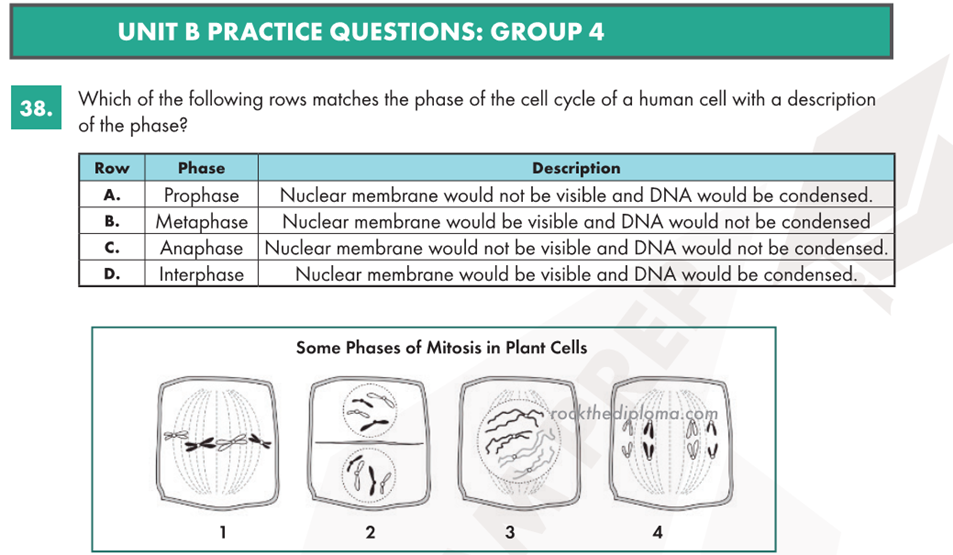 UNIT B PRACTICE QUESTIONS: GROUP 4
38.
Which of the following rows matches the phase of the cell cycle of a human cell with a description
of the phase?
Row Phase Description
A. Prophase Nuclear membrane would not be visible and DNA would be condensed.
B. Metaphase Nuclear membrane would be visible and DNA would not be condensed
C. Anaphase Nuclear membrane would not be visible and DNA would not be condensed.
D. Interphase Nuclear membrane would be visible and DNA would be condensed.
Some Phases of Mitosis in Plant Cells
rockthediploma.com
1 2 3 4